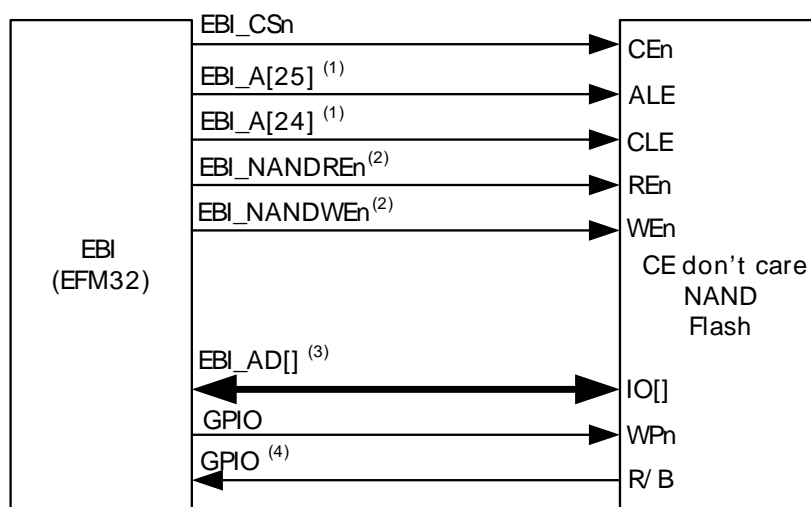 EBI_CSn
CEn
EBI_A[25] (1)
ALE
EBI_A[24] (1)
CLE
EBI_NANDREn(2)
REn
EBI_NANDWEn(2)
WEn
EBI
(EFM32)
CE don't care
NAND
Flash
EBI_AD[] (3)
IO[]
GPIO
WPn
GPIO (4)
R/B